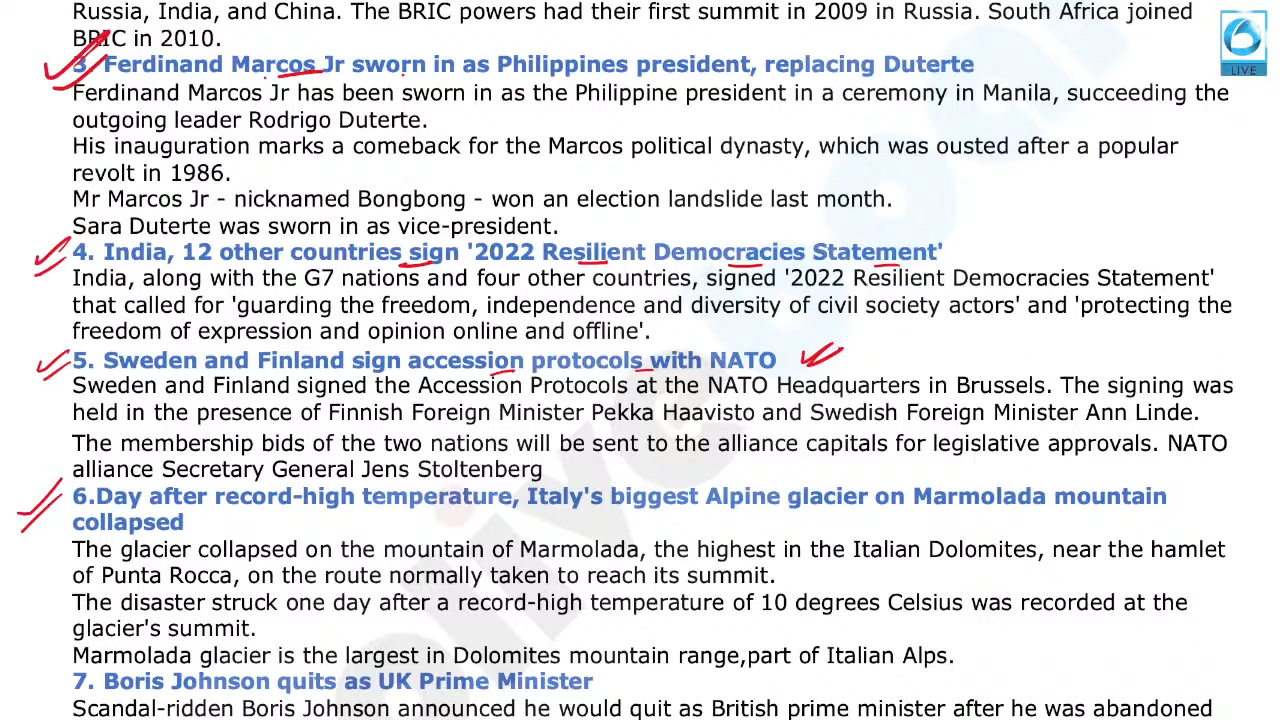 Russia, India, and China. The BRIC powers had their first summit in 2009 in Russia. South Africa joined
BRIC in 2010.
3. Ferdinand Marcos Jr sworn in as Philippines president, replacing Duterte
Ferdinand Marcos Jr has been sworn in as the Philippine president in a ceremony in Manila, succeeding the
outgoing leader Rodrigo Duterte.
His inauguration marks a comeback for the Marcos political dynasty, which was ousted after a popular
revolt in 1986.
Mr Marcos Jr - nicknamed Bongbong - won an election landslide last month.
Sara Duterte was sworn in as vice-president.
4. India, 12 other countries sign '2022 Resilient Democracies Statement'
India, along with the G7 nations and four other countries, signed '2022 Resilient Democracies Statement'
that called for 'guarding the freedom, independence and diversity of civil society actors' and 'protecting the
freedom of expression and opinion online and offline'.
5. Sweden and Finland sign accession protocols with NATO
Sweden and Finland signed the Accession Protocols at the NATO Headquarters in Brussels. The signing was
held in the presence of Finnish Foreign Minister Pekka Haavisto and Swedish Foreign Minister Ann Linde.
The membership bids of the two nations will be sent to the alliance capitals for legislative approvals. NATO
alliance Secretary General Jens Stoltenberg
6.Day after record-high temperature, Italy's biggest Alpine glacier on Marmolada mountain
collapsed
The glacier collapsed on the mountain of Marmolada, the highest in the Italian Dolomites, near the hamlet
of Punta Rocca, on the route normally taken to reach its summit.
The disaster struck one day after a record-high temperature of 10 degrees Celsius was recorded at the
glacier's summit.
Marmolada glacier is the largest in Dolomites mountain range,part of Italian Alps.
7. Boris Johnson quits as UK Prime Minister
Scandal-ridden Boris Johnson announced he would quit as British prime minister after he was abandoned
LIVE